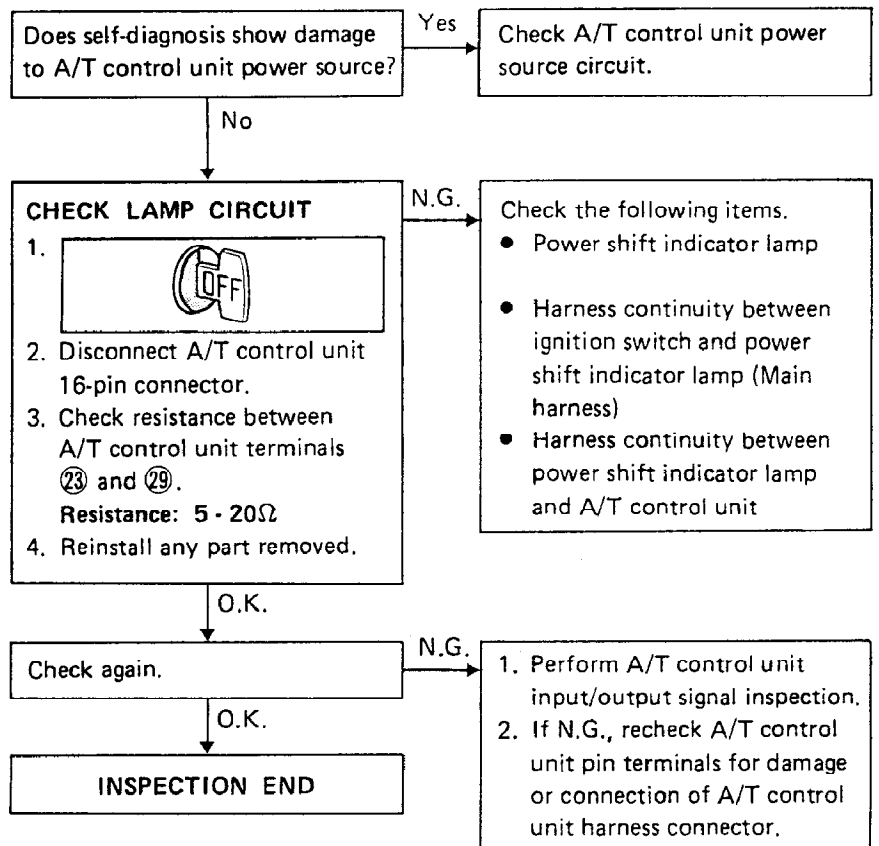 Does self-diagnosis show damage
to A/T control unit power source?
Yes
Check A/T control unit power
source circuit.
No
CHECK LAMP CIRCUIT
1.
OFF
2. Disconnect A/T control unit
16-pin connector.
3. Check resistance between
A/T control unit terminals
㉓ and ㉙.
Resistance: 5 - 20Ω
4. Reinstall any part removed.
N.G.
Check the following items.
● Power shift indicator lamp
● Harness continuity between
ignition switch and power
shift indicator lamp (Main
harness)
● Harness continuity between
power shift indicator lamp
and A/T control unit
O.K.
Check again.
N.G.
1. Perform A/T control unit
input/output signal inspection.
2. If N.G., recheck A/T control
unit pin terminals for damage
or connection of A/T control
unit harness connector.
O.K.
INSPECTION END